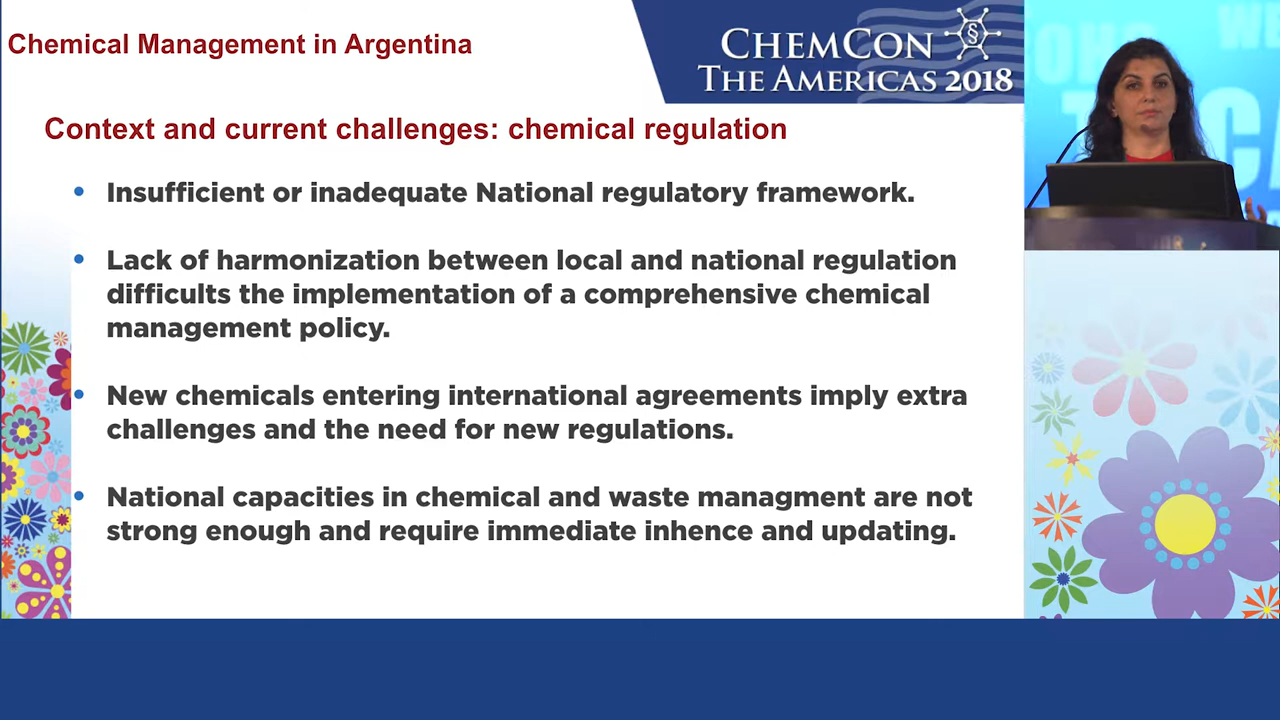 Chemical Management in Argentina
CHEMCON
THE AMERICAS 2018
§
Context and current challenges: chemical regulation
• Insufficient or inadequate National regulatory framework.
• Lack of harmonization between local and national regulation
difficults the implementation of a comprehensive chemical
management policy.
• New chemicals entering international agreements imply extra
challenges and the need for new regulations.
• National capacities in chemical and waste managment are not
strong enough and require immediate inhence and updating.